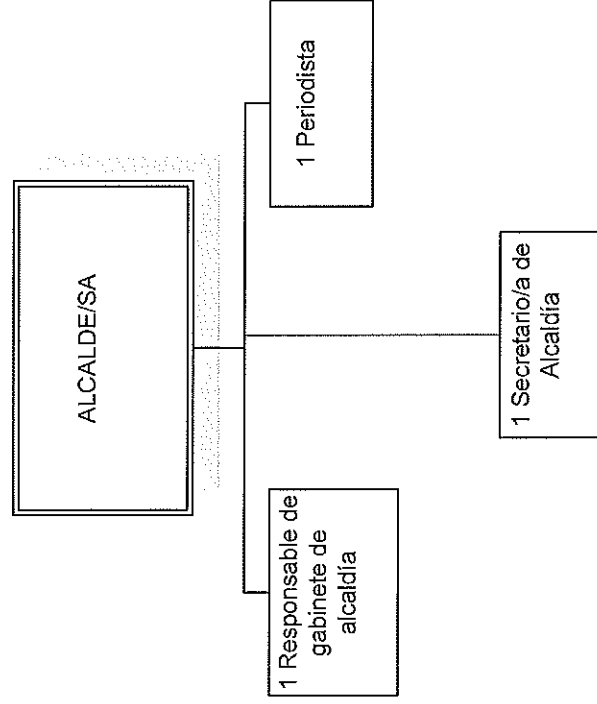 ALCALDE/SA
1 Responsable de
gabinete de
alcaldía
1 Periodista
1 Secretario/a de
Alcaldía